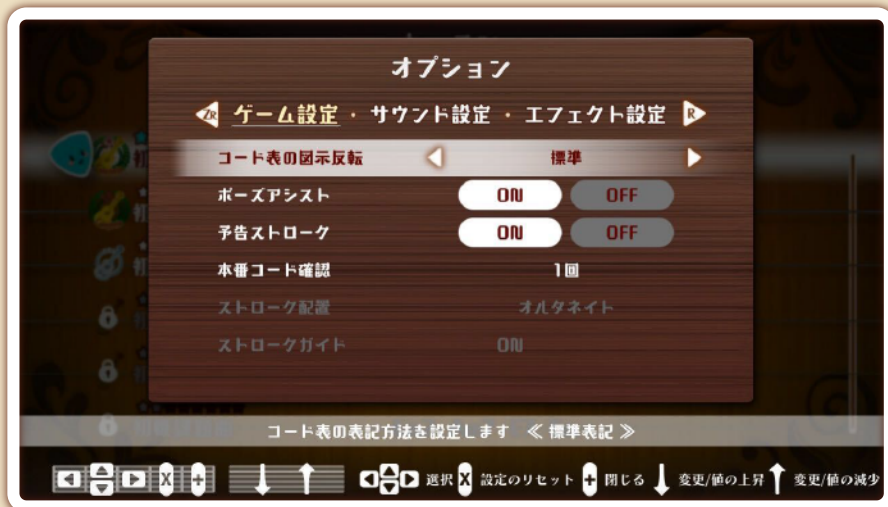 オプション
ZR ゲーム設定・サウンド設定・エフェクト設定 R
コード表の図示反転 標準
ポーズアシスト ON OFF
予告ストローク ON OFF
本番コード確認 1回
ストローク配置 オルタネイト
ストロークガイド ON
コード表の表記方法を設定します ≪ 標準表記 ≫
X + 選択 X 設定のリセット + 閉じる 変更/値の上昇 変更/値の減少